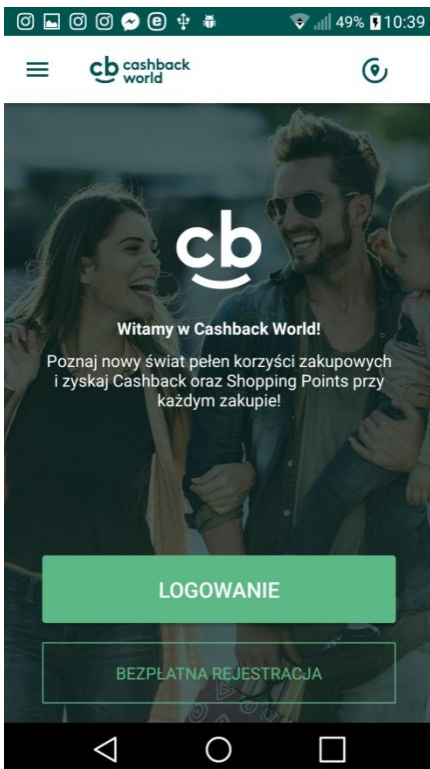 49% 10:39
cb cashback
world
cb
Witamy w Cashback World!
Poznaj nowy świat pełen korzyści zakupowych
i zyskaj Cashback oraz Shopping Points przy
każdym zakupie!
LOGOWANIE
BEZPŁATNA REJESTRACJA